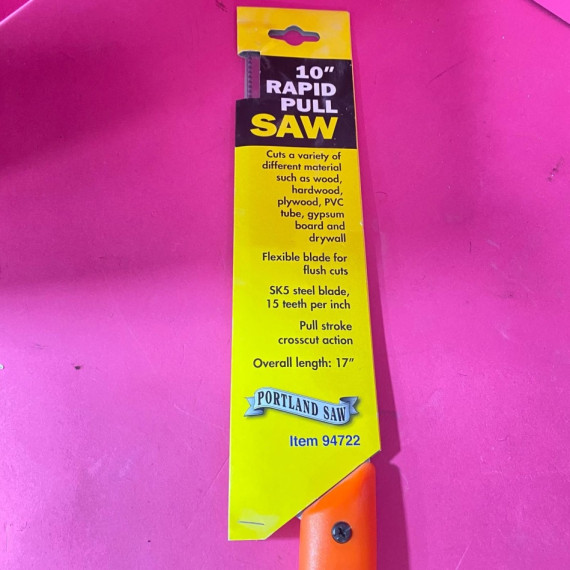 10"
RAPID
PULL
SAW
Cuts a variety of
different material
such as wood,
hardwood,
plywood, PVC
tube, gypsum
board and
drywall
Flexible blade for
flush cuts
SK5 steel blade,
15 teeth per inch
Pull stroke
crosscut action
Overall length: 17"
PORTLAND SAW
Item 94722